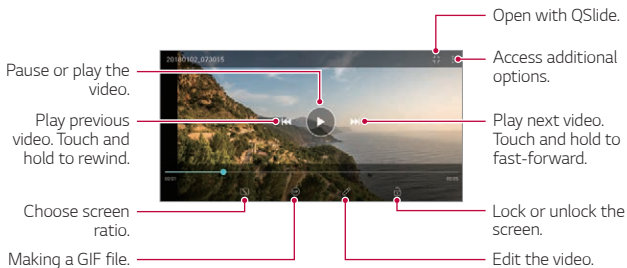 Open with QSlide.
Access additional
options.
20180102_073015
Pause or play the
video.
Play previous
video. Touch and
hold to rewind.
Play next video.
Touch and hold to
fast-forward.
00:01
Choose screen
ratio.
Lock or unlock the
screen.
Making a GIF file.
Edit the video.